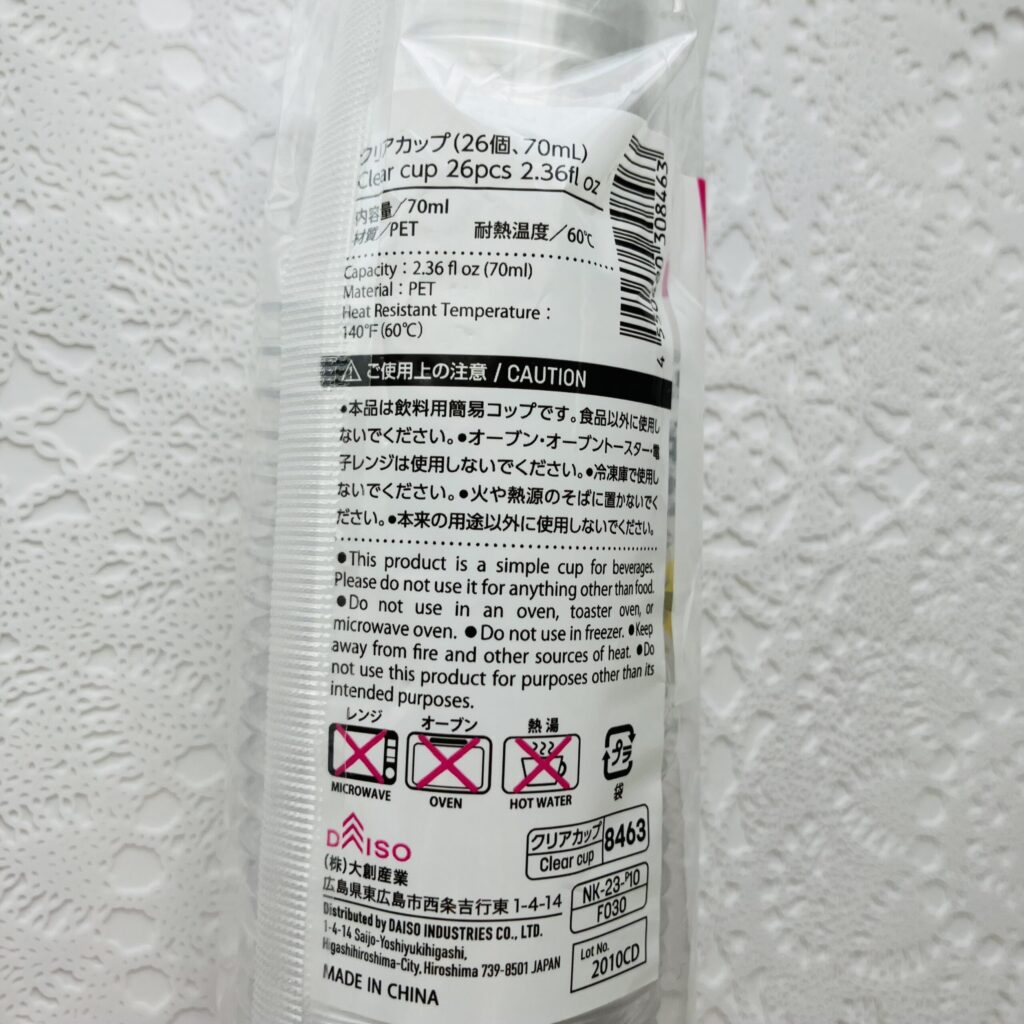 クリアカップ(26個、70mL)
Clear cup 26pcs 2.36fl oz
内容量/70ml
材質/PET 耐熱温度/60℃
Capacity：2.36 fl oz (70ml)
Material：PET
Heat Resistant Temperature：
140℉(60℃)
308463
⚠ ご使用上の注意 / CAUTION
●本品は飲料用簡易コップです。食品以外に使用し
ないでください。●オーブン・オーブントースター・電
子レンジは使用しないでください。●冷凍庫で使用し
ないでください。●火や熱源のそばに置かないでく
ださい。●本来の用途以外に使用しないでください。
●This product is a simple cup for beverages.
Please do not use it for anything other than food.
●Do not use in an oven, toaster oven, or
microwave oven. ●Do not use in freezer. ●Keep
away from fire and other sources of heat. ●Do
not use this product for purposes other than its
intended purposes.
レンジ オーブン 熱湯
MICROWAVE OVEN HOT WATER
プラ
袋
DAISO
クリアカップ 8463
Clear cup
(株)大創産業
広島県東広島市西条吉行東 1-4-14
NK-23-P10
F030
Distributed by DAISO INDUSTRIES CO., LTD.
1-4-14 Saijo-Yoshiyukihigashi,
Higashihiroshima-City, Hiroshima 739-8501 JAPAN
Lot No.
2010CD
MADE IN CHINA